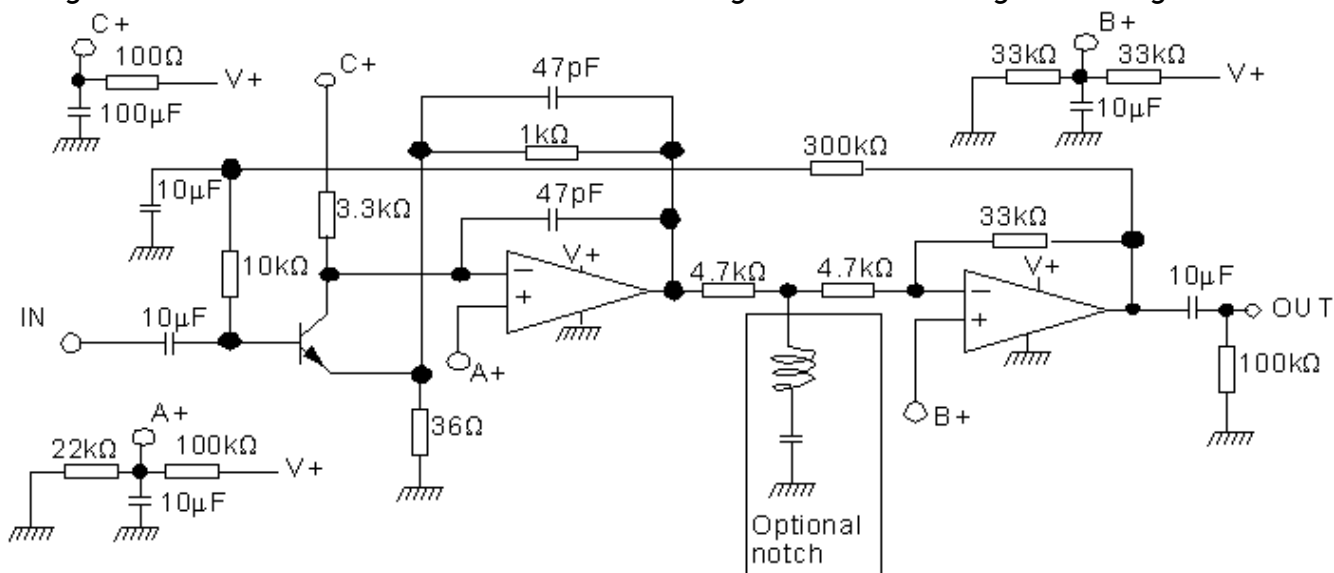 C+
100Ω
V+
100µF
C+
47pF
1kΩ
B+
33kΩ
33kΩ
V+
10µF
300kΩ
10µF
3.3kΩ
47pF
33kΩ
10kΩ
V+
−
+
4.7kΩ
4.7kΩ
V+
−
+
10µF
OUT
IN
10µF
A+
B+
100kΩ
36Ω
A+
22kΩ
100kΩ
V+
10µF
Optional
notch